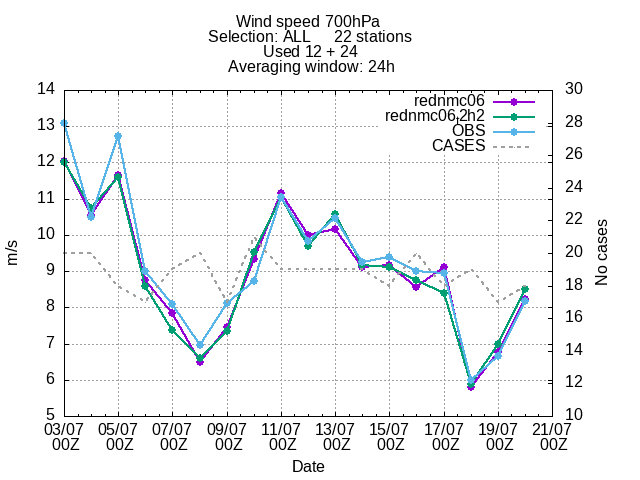 Wind speed 700hPa
Selection: ALL 22 stations
Used 12 + 24
Averaging window: 24h
rednmc06
rednmc06,2h2
OBS
CASES
14
13
12
11
10
9
8
7
6
5
m/s
30
28
26
24
22
20
18
16
14
12
10
No cases
03/07 05/07 07/07 09/07 11/07 13/07 15/07 17/07 19/07 21/07
00Z 00Z 00Z 00Z 00Z 00Z 00Z 00Z 00Z 00Z
Date